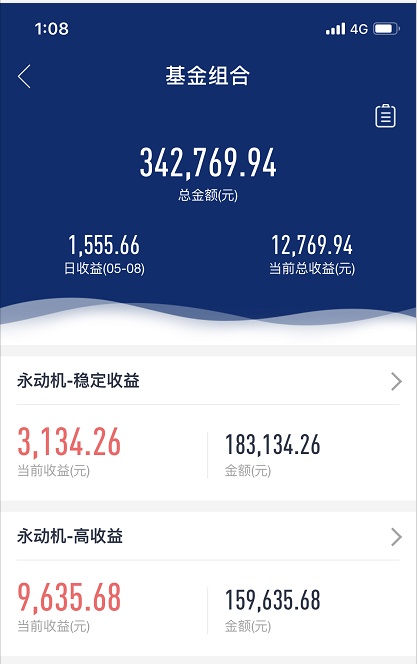 1:08 4G
基金组合
342,769.94
总金额(元)
1,555.66 12,769.94
日收益(05-08) 当前总收益(元)
永动机-稳定收益
3,134.26 183,134.26
当前收益(元) 金额(元)
永动机-高收益
9,635.68 159,635.68
当前收益(元) 金额(元)